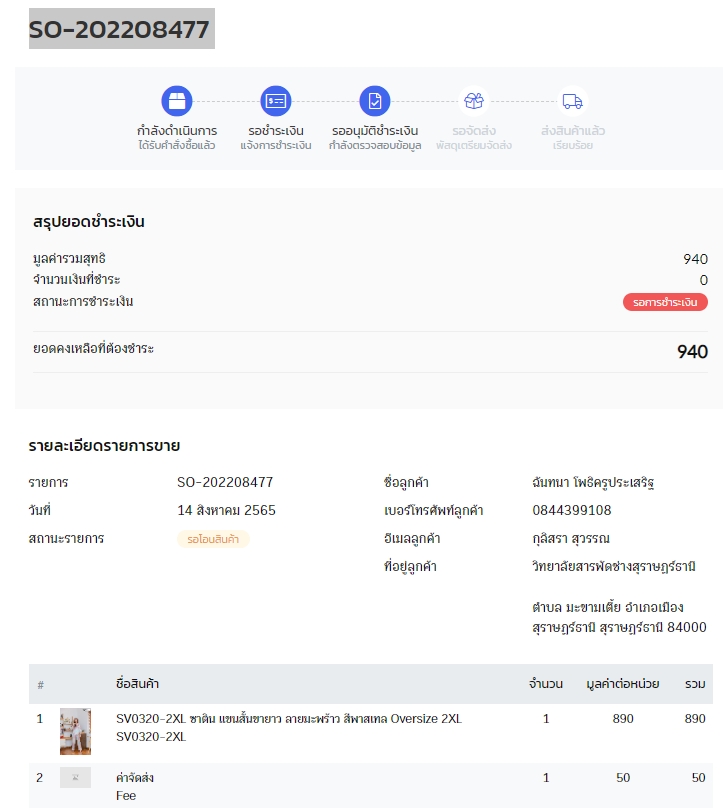 SO-202208477
กำลังดำเนินการ รอชำระเงิน รออนุมัติชำระเงิน รอจัดส่ง ส่งสินค้าแล้ว
ได้รับคำสั่งซื้อแล้ว แจ้งการชำระเงิน กำลังตรวจสอบข้อมูล พัสดุเตรียมจัดส่ง เรียบร้อย
สรุปยอดชำระเงิน
มูลค่ารวมสุทธิ 940
จำนวนเงินที่ชำระ 0
สถานะการชำระเงิน รอการชำระเงิน
ยอดคงเหลือที่ต้องชำระ 940
รายละเอียดรายการขาย
รายการ SO-202208477 ชื่อลูกค้า ฉันทนา โพธิครูประเสริฐ
วันที่ 14 สิงหาคม 2565 เบอร์โทรศัพท์ลูกค้า 0844399108
สถานะรายการ รอโอนสินค้า อีเมลลูกค้า กุลิสรา สุวรรณ
ที่อยู่ลูกค้า วิทยาลัยสารพัดช่างสุราษฎร์ธานี
ตำบล มะขามเตี้ย อำเภอเมือง
สุราษฎร์ธานี สุราษฎร์ธานี 84000
# ชื่อสินค้า จำนวน มูลค่าต่อหน่วย รวม
1 SV0320-2XL ซาติน แขนสั้นขายาว ลายมะพร้าว สีพาสเทล Oversize 2XL 1 890 890
SV0320-2XL
2 ค่าจัดส่ง 1 50 50
Fee